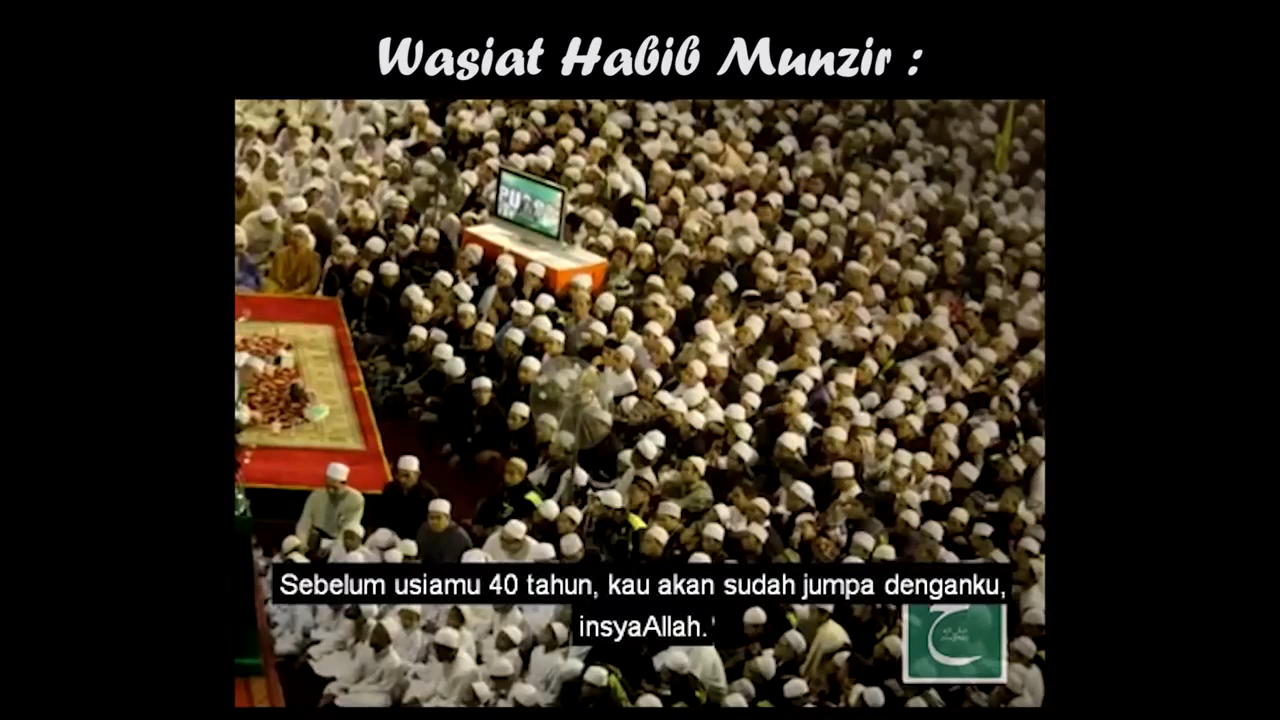 Wasiat Habib Munzir :
Sebelum usiamu 40 tahun, kau akan sudah jumpa denganku,
insyaAllah.